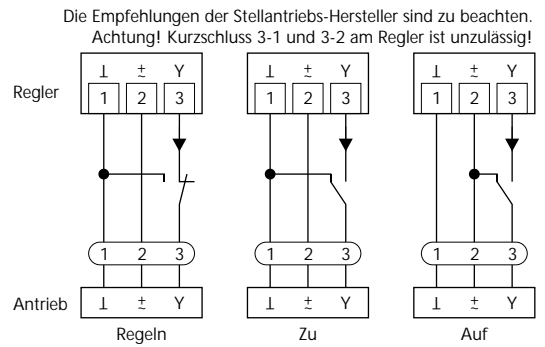 Die Empfehlungen der Stellantriebs-Hersteller sind zu beachten.
Achtung! Kurzschluss 3-1 und 3-2 am Regler ist unzulässig!
⊥ ± Y ⊥ ± Y ⊥ ± Y
Regler 1 2 3 1 2 3 1 2 3
1 2 3 1 2 3 1 2 3
Antrieb ⊥ ± Y ⊥ ± Y ⊥ ± Y
Regeln Zu Auf